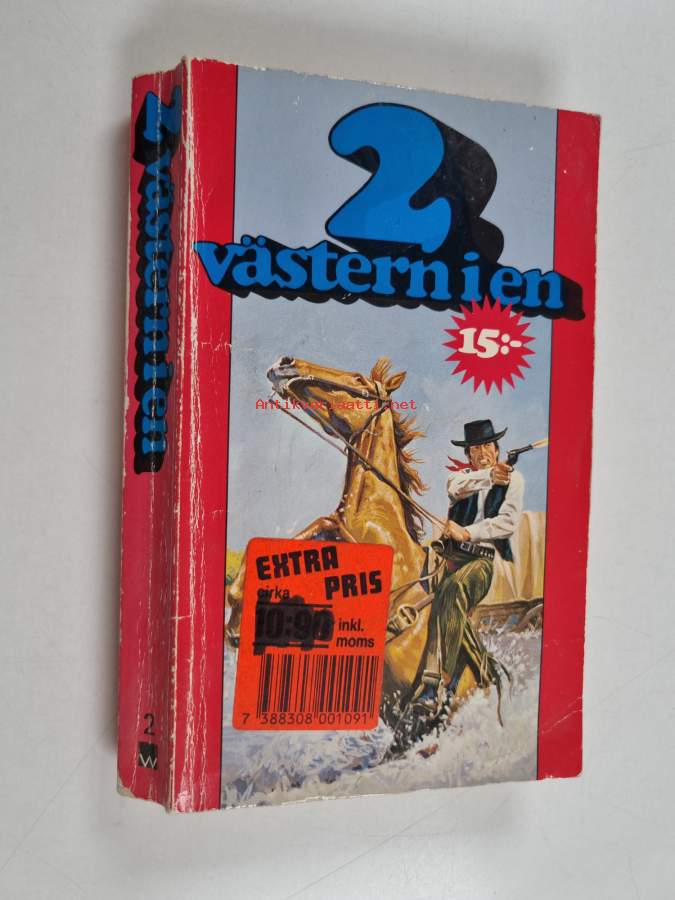 2
västern i en
15:-
Antikvariaatti.net
EXTRA
PRIS
cirka
10:90
inkl.
moms
7 388308 001091
2 västern i en
2
W